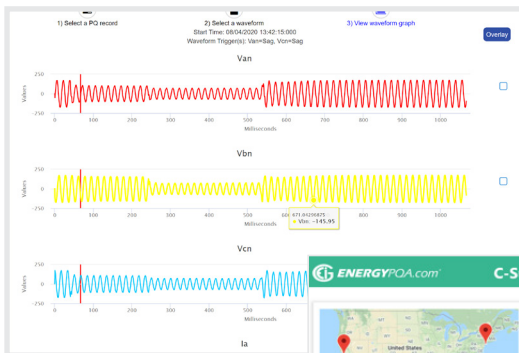 1) Select a PQ record
2) Select a waveform
3) View waveform graph
Start Time: 08/04/2020 13:42:15:000
Waveform Trigger(s): Van=Sag, Vcn=Sag
Overlay
Van
250
0
-250
Values
0 100 200 300 400 500 600 700 800 900 1000
Milliseconds
Vbn
250
0
-250
Values
0 100 200 300 400 500 600 700 800 900 1000
Milliseconds
Vbn: -145.95
Vcn
250
0
-250
Values
0 100 200 300 400 500
Milliseconds
Ia
ENERGYPQA.com
C-S
United States